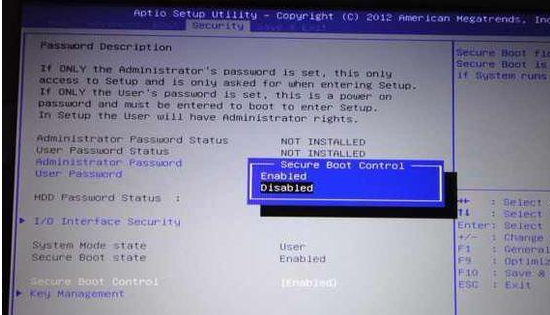 Aptio Setup Utility - Copyright (C) 2012 American Megatrends, Inc
Security
Password Description
If ONLY the Administrator's password is set, this only
access to Setup and is only asked for when entering Setup.
If ONLY the User's password is set, this is a power on
password and must be entered to boot to enter Setup.
In Setup the User will have Administrator rights.
Administrator Password Status NOT INSTALLED
User Password Status NOT INSTALLED
Administrator Password
User Password
HDD Password Status :
I/O Interface Security
System Mode state User
Secure Boot state Enabled
Secure Boot Control [Enabled]
Key Management
Secure Boot Control
Enabled
Disabled
Secure Boot
Secure Boot is
if System runs
: Select
↑↓ : Select
Enter: Select
+/- : Change
F1 : General
F9 : Optimiz
F10 : Save &
ESC : Exit